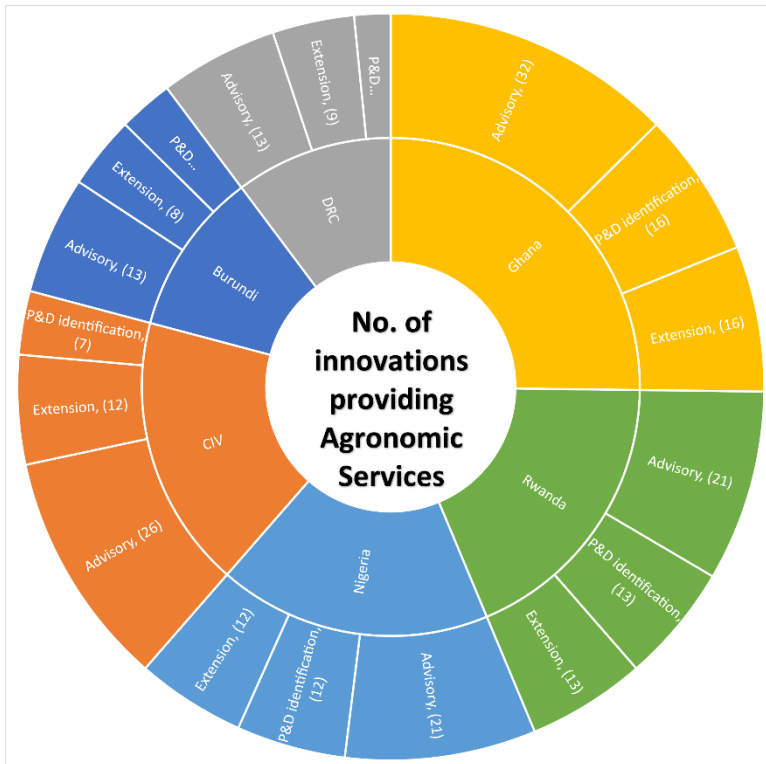 No. of
innovations
providing
Agronomic
Services
Ghana
Advisory, (32)
P&D identification,
(16)
Extension, (16)
Rwanda
Advisory, (21)
P&D identification,
(13)
Extension, (13)
Nigeria
Advisory, (21)
P&D identification,
(12)
Extension, (12)
CIV
Advisory, (26)
Extension, (12)
P&D identification,
(7)
Burundi
Advisory, (13)
Extension, (8)
P&D...
DRC
Advisory, (13)
Extension, (9)
P&D...